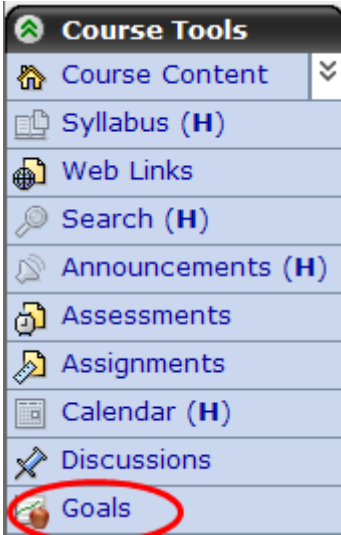 Course Tools
Course Content
Syllabus (H)
Web Links
Search (H)
Announcements (H)
Assessments
Assignments
Calendar (H)
Discussions
Goals